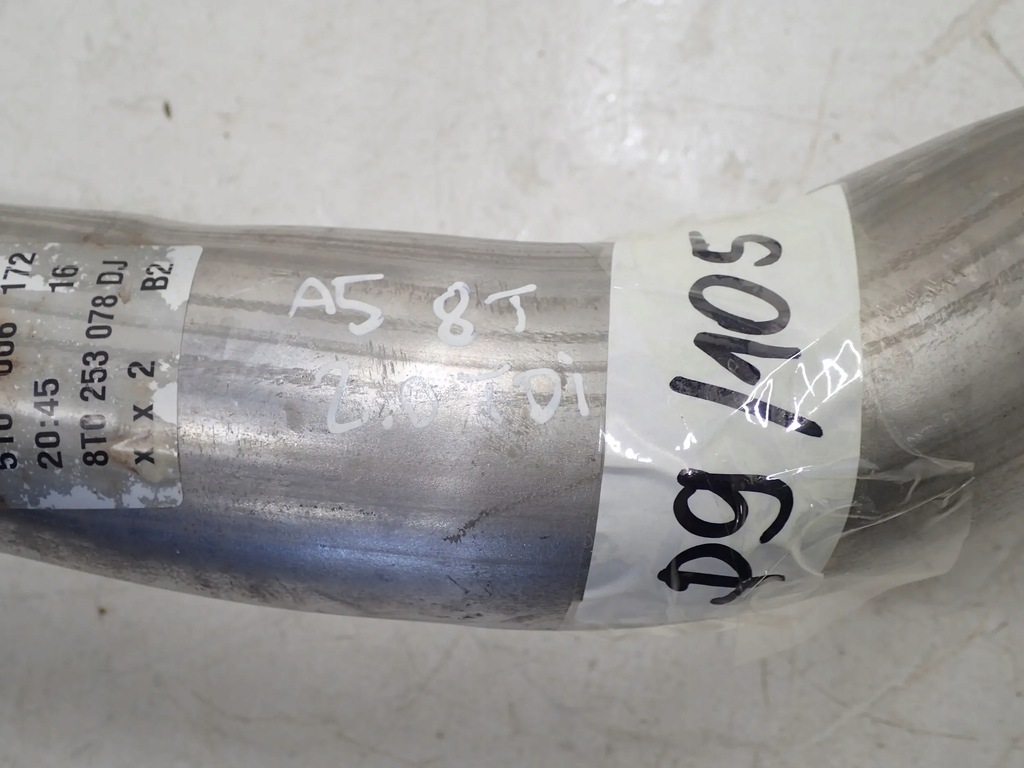 172
20:45 16
8T0 253 078 DJ
X X 2 B2
A5 8T
2.0 TDi
D9/1105